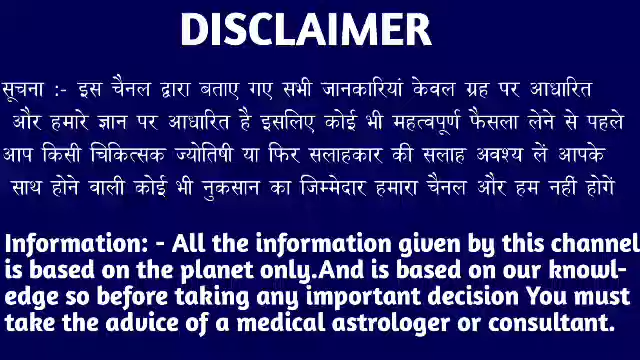 DISCLAIMER
सूचना :- इस चैनल द्वारा बताए गए सभी जानकारियां केवल ग्रह पर आधारित
और हमारे ज्ञान पर आधारित है इसलिए कोई भी महत्वपूर्ण फैसला लेने से पहले
आप किसी चिकित्सक ज्योतिषी या फिर सलाहकार की सलाह अवश्य लें आपके
साथ होने वाली कोई भी नुकसान का जिम्मेदार हमारा चैनल और हम नहीं होगें
Information: - All the information given by this channel
is based on the planet only.And is based on our knowl-
edge so before taking any important decision You must
take the advice of a medical astrologer or consultant.